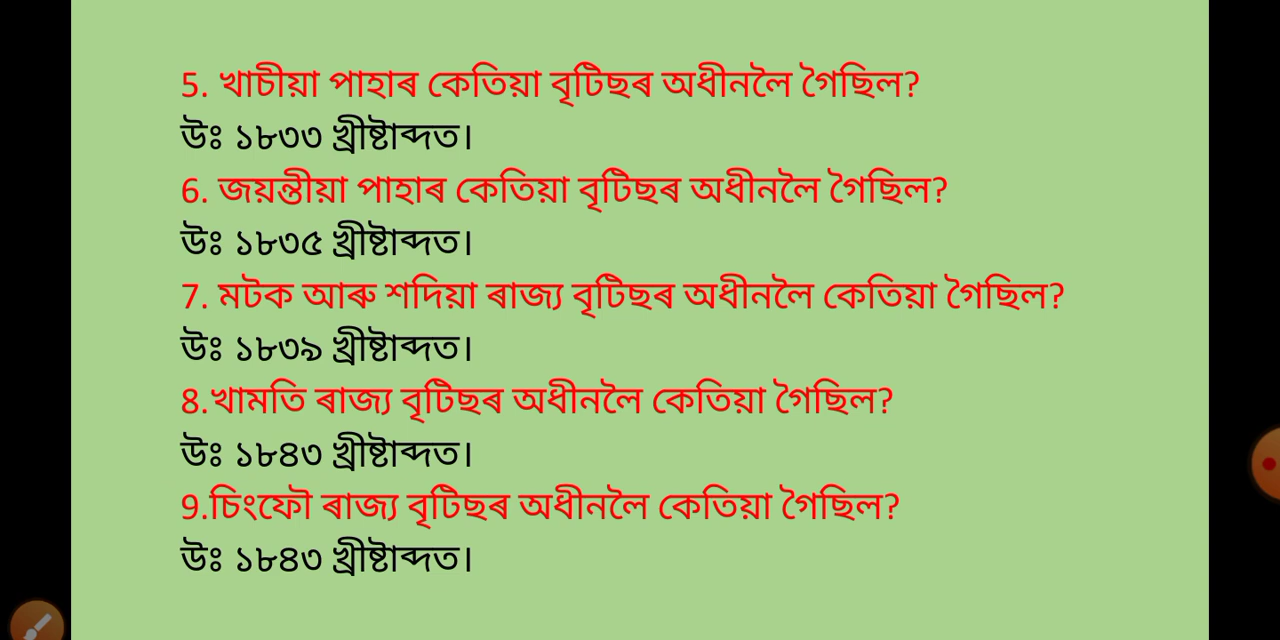 5. খাচীয়া পাহাৰ কেতিয়া বৃটিছৰ অধীনলৈ গৈছিল?
উঃ ১৮৩৩ খ্ৰীষ্টাব্দত।
6. জয়ন্তীয়া পাহাৰ কেতিয়া বৃটিছৰ অধীনলৈ গৈছিল?
উঃ ১৮৩৫ খ্ৰীষ্টাব্দত।
7. মটক আৰু শদিয়া ৰাজ্য বৃটিছৰ অধীনলৈ কেতিয়া গৈছিল?
উঃ ১৮৩৯ খ্ৰীষ্টাব্দত।
8.খামতি ৰাজ্য বৃটিছৰ অধীনলৈ কেতিয়া গৈছিল?
উঃ ১৮৪৩ খ্ৰীষ্টাব্দত।
9.চিংফৌ ৰাজ্য বৃটিছৰ অধীনলৈ কেতিয়া গৈছিল?
উঃ ১৮৪৩ খ্ৰীষ্টাব্দত।